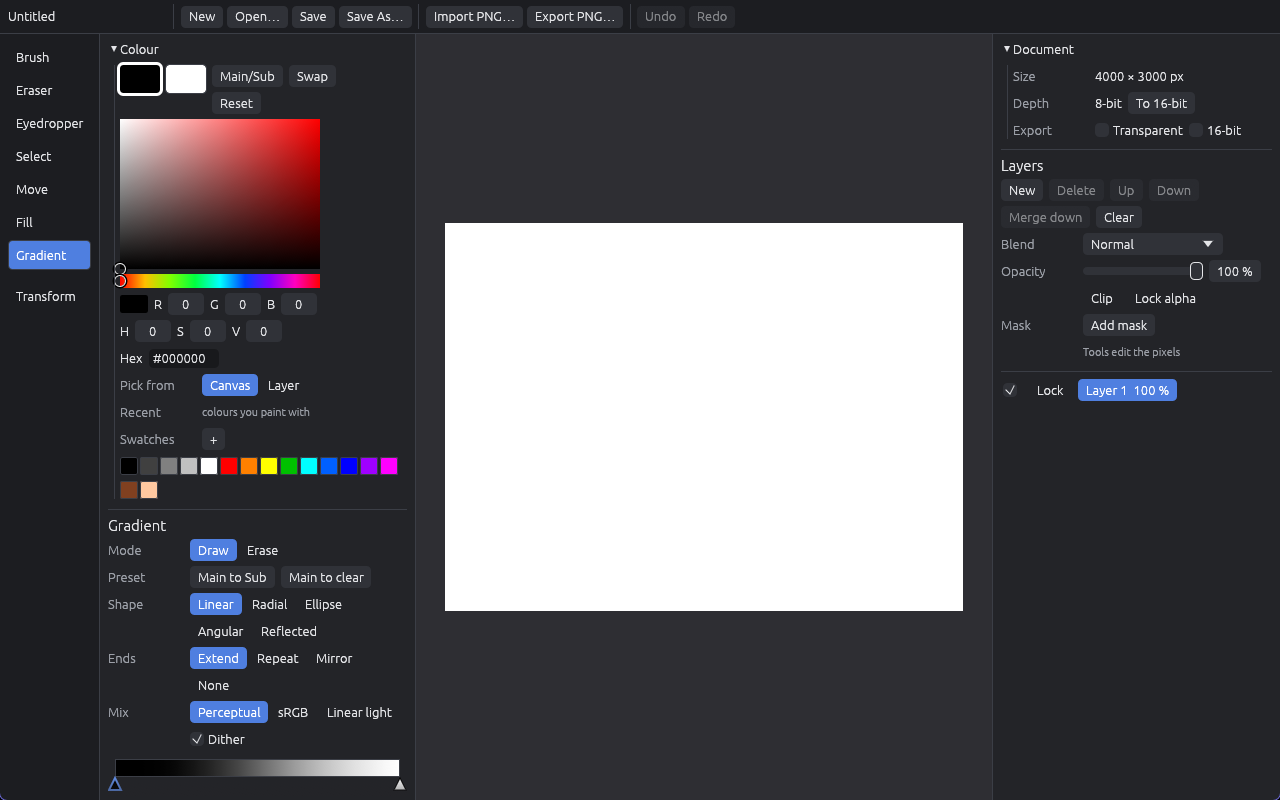 Untitled
New Open... Save Save As... Import PNG... Export PNG... Undo Redo
Brush
Eraser
Eyedropper
Select
Move
Fill
Gradient
Transform
Colour
Main/Sub Swap
Reset
R 0 G 0 B 0
H 0 S 0 V 0
Hex #000000
Pick from Canvas Layer
Recent colours you paint with
Swatches +
Gradient
Mode Draw Erase
Preset Main to Sub Main to clear
Shape Linear Radial Ellipse
Angular Reflected
Ends Extend Repeat Mirror
None
Mix Perceptual sRGB Linear light
Dither
Document
Size 4000 × 3000 px
Depth 8-bit To 16-bit
Export Transparent 16-bit
Layers
New Delete Up Down
Merge down Clear
Blend Normal
Opacity 100 %
Clip Lock alpha
Mask Add mask
Tools edit the pixels
Lock Layer 1 100 %